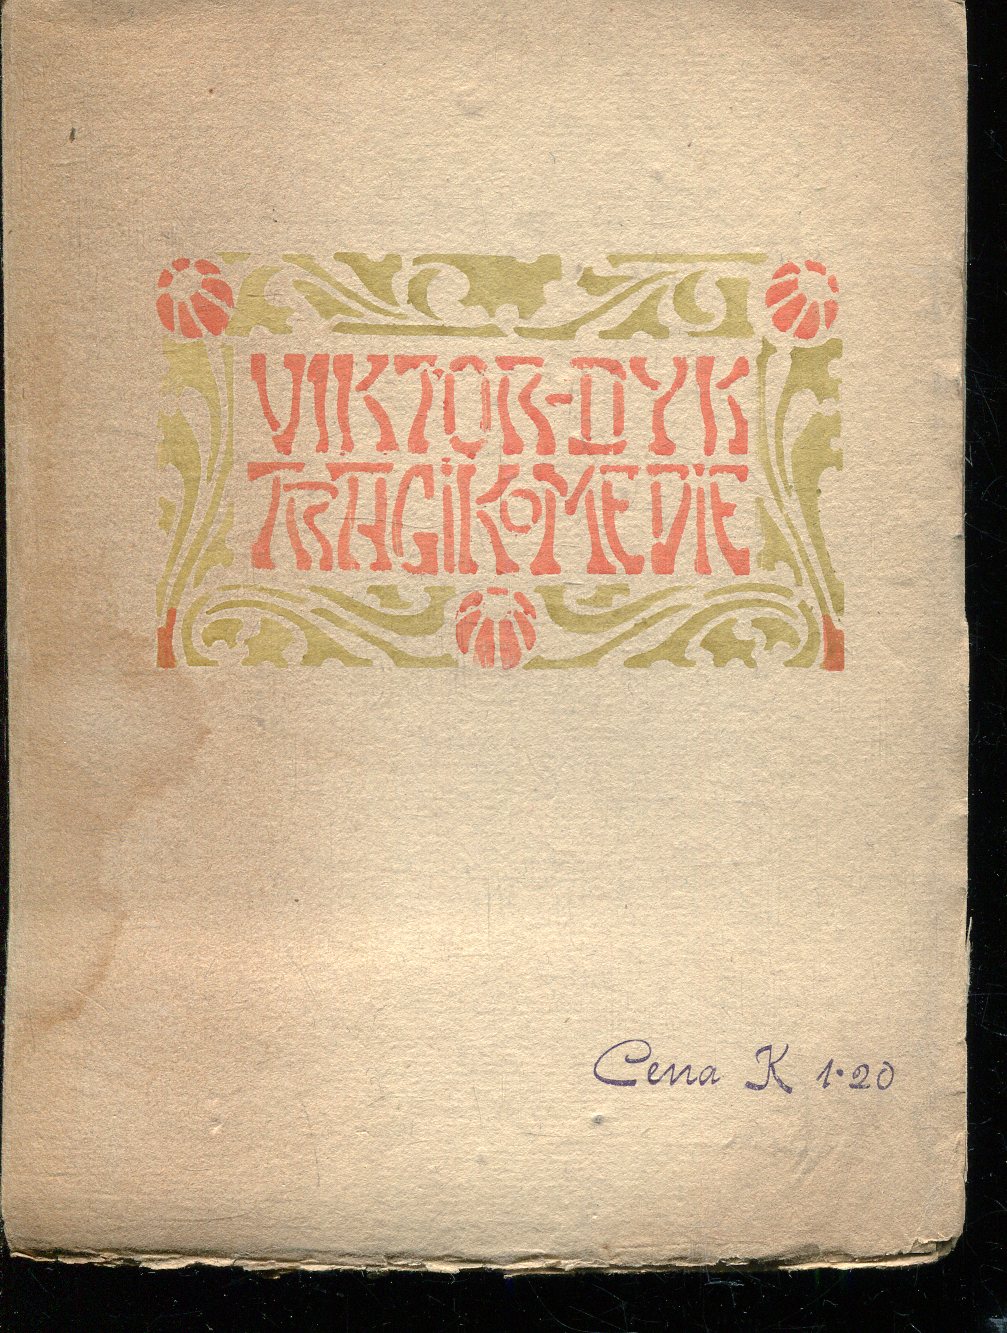 VIKTOR-DYK
TRAGiKoMEDIE
Cena K 1·20